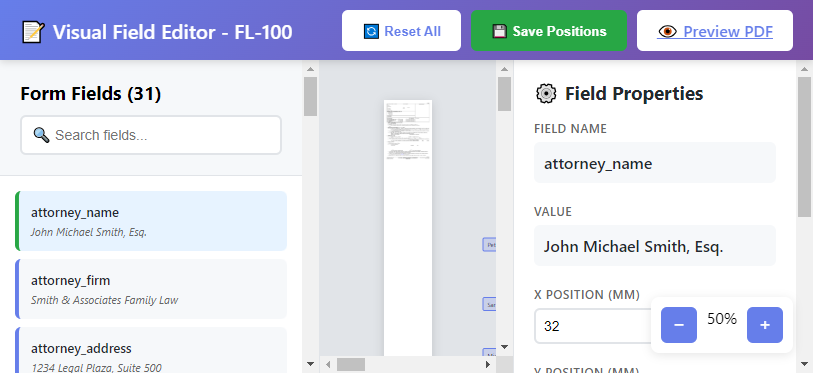 📝 Visual Field Editor - FL-100
🔄 Reset All
💾 Save Positions
👁️ Preview PDF
Form Fields (31)
🔍 Search fields...
attorney_name
John Michael Smith, Esq.
attorney_firm
Smith & Associates Family Law
attorney_address
1234 Legal Plaza, Suite 500
⚙️ Field Properties
FIELD NAME
attorney_name
VALUE
John Michael Smith, Esq.
X POSITION (MM)
32
− 50% +
Y POSITION (MM)